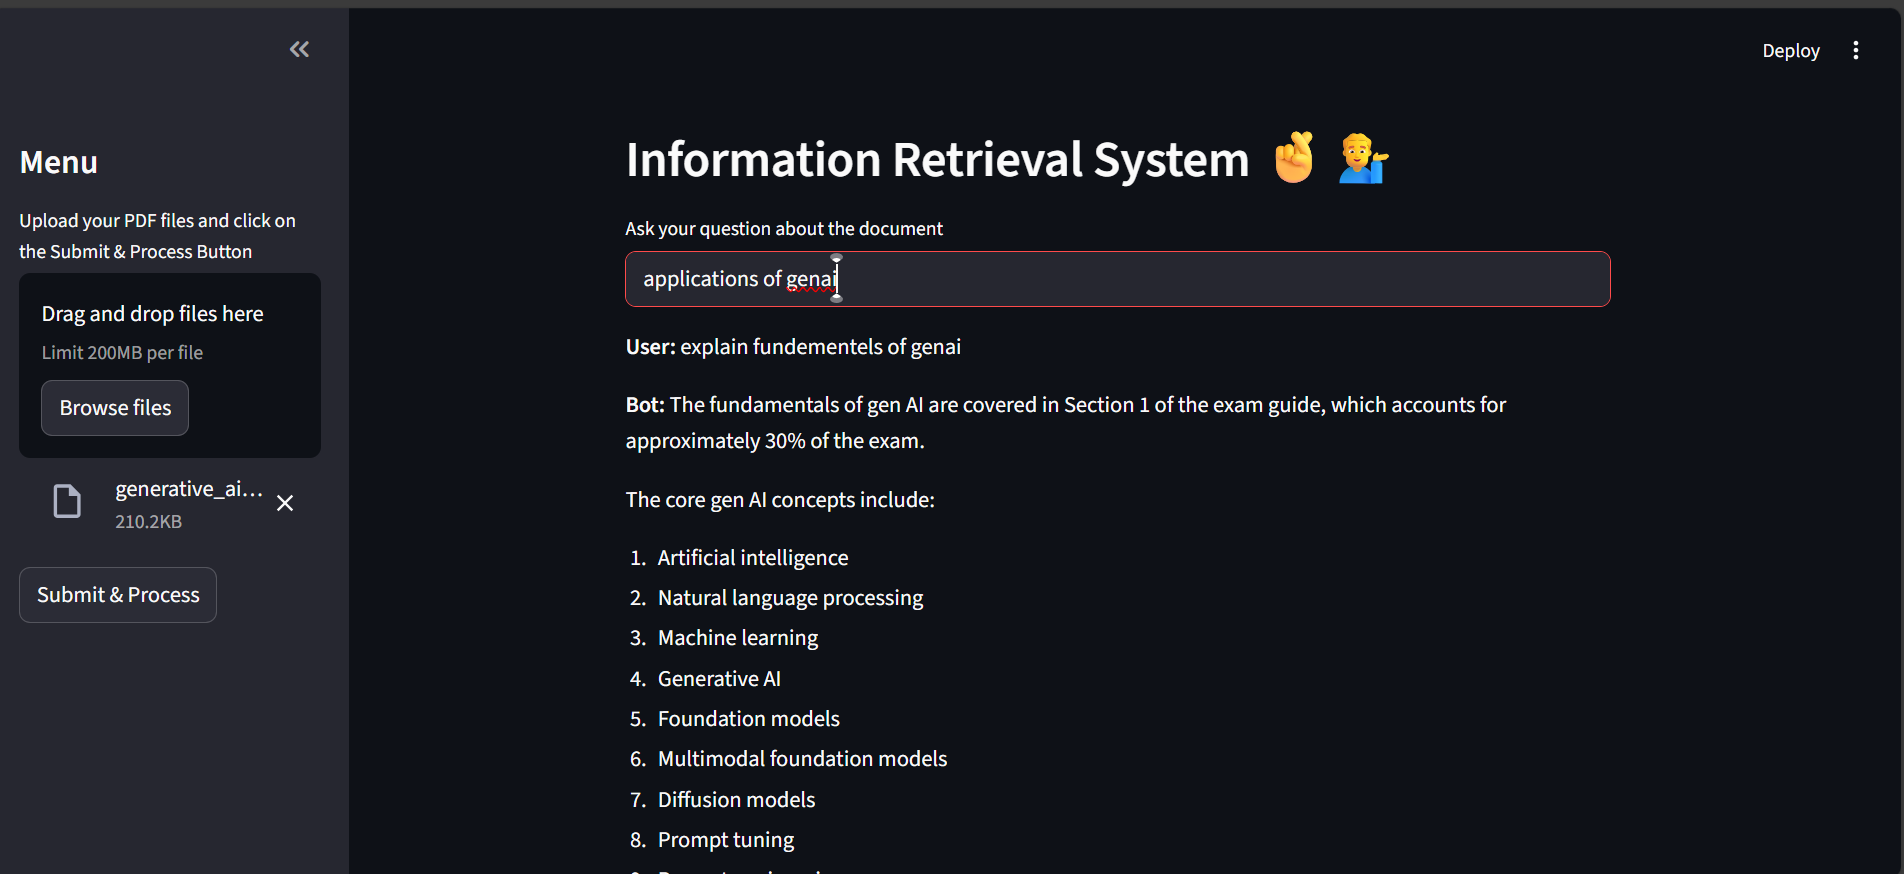 Deploy
Menu
Upload your PDF files and click on
the Submit & Process Button
Drag and drop files here
Limit 200MB per file
Browse files
generative_ai...
210.2KB
Submit & Process
Information Retrieval System
Ask your question about the document
applications of genai
User: explain fundementels of genai
Bot: The fundamentals of gen AI are covered in Section 1 of the exam guide, which accounts for
approximately 30% of the exam.
The core gen AI concepts include:
1. Artificial intelligence
2. Natural language processing
3. Machine learning
4. Generative AI
5. Foundation models
6. Multimodal foundation models
7. Diffusion models
8. Prompt tuning